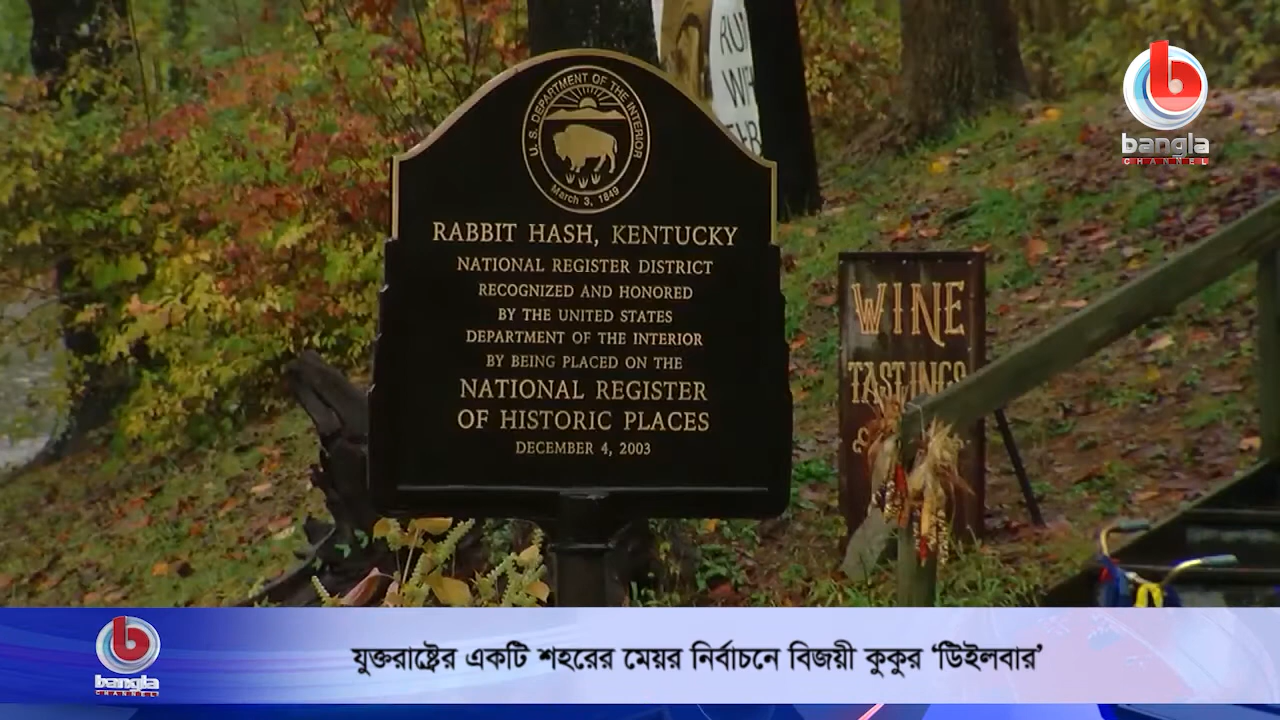 RUN
WITH
b
bangla
CHANNEL
U. S. DEPARTMENT OF THE INTERIOR
March 3, 1849
RABBIT HASH, KENTUCKY
NATIONAL REGISTER DISTRICT
RECOGNIZED AND HONORED
BY THE UNITED STATES
DEPARTMENT OF THE INTERIOR
BY BEING PLACED ON THE
NATIONAL REGISTER
OF HISTORIC PLACES
DECEMBER 4, 2003
WINE
TASTINGS
&
b
bangla
CHANNEL
যুক্তরাষ্ট্রের একটি শহরের মেয়র নির্বাচনে বিজয়ী কুকুর ‘উইলবার’